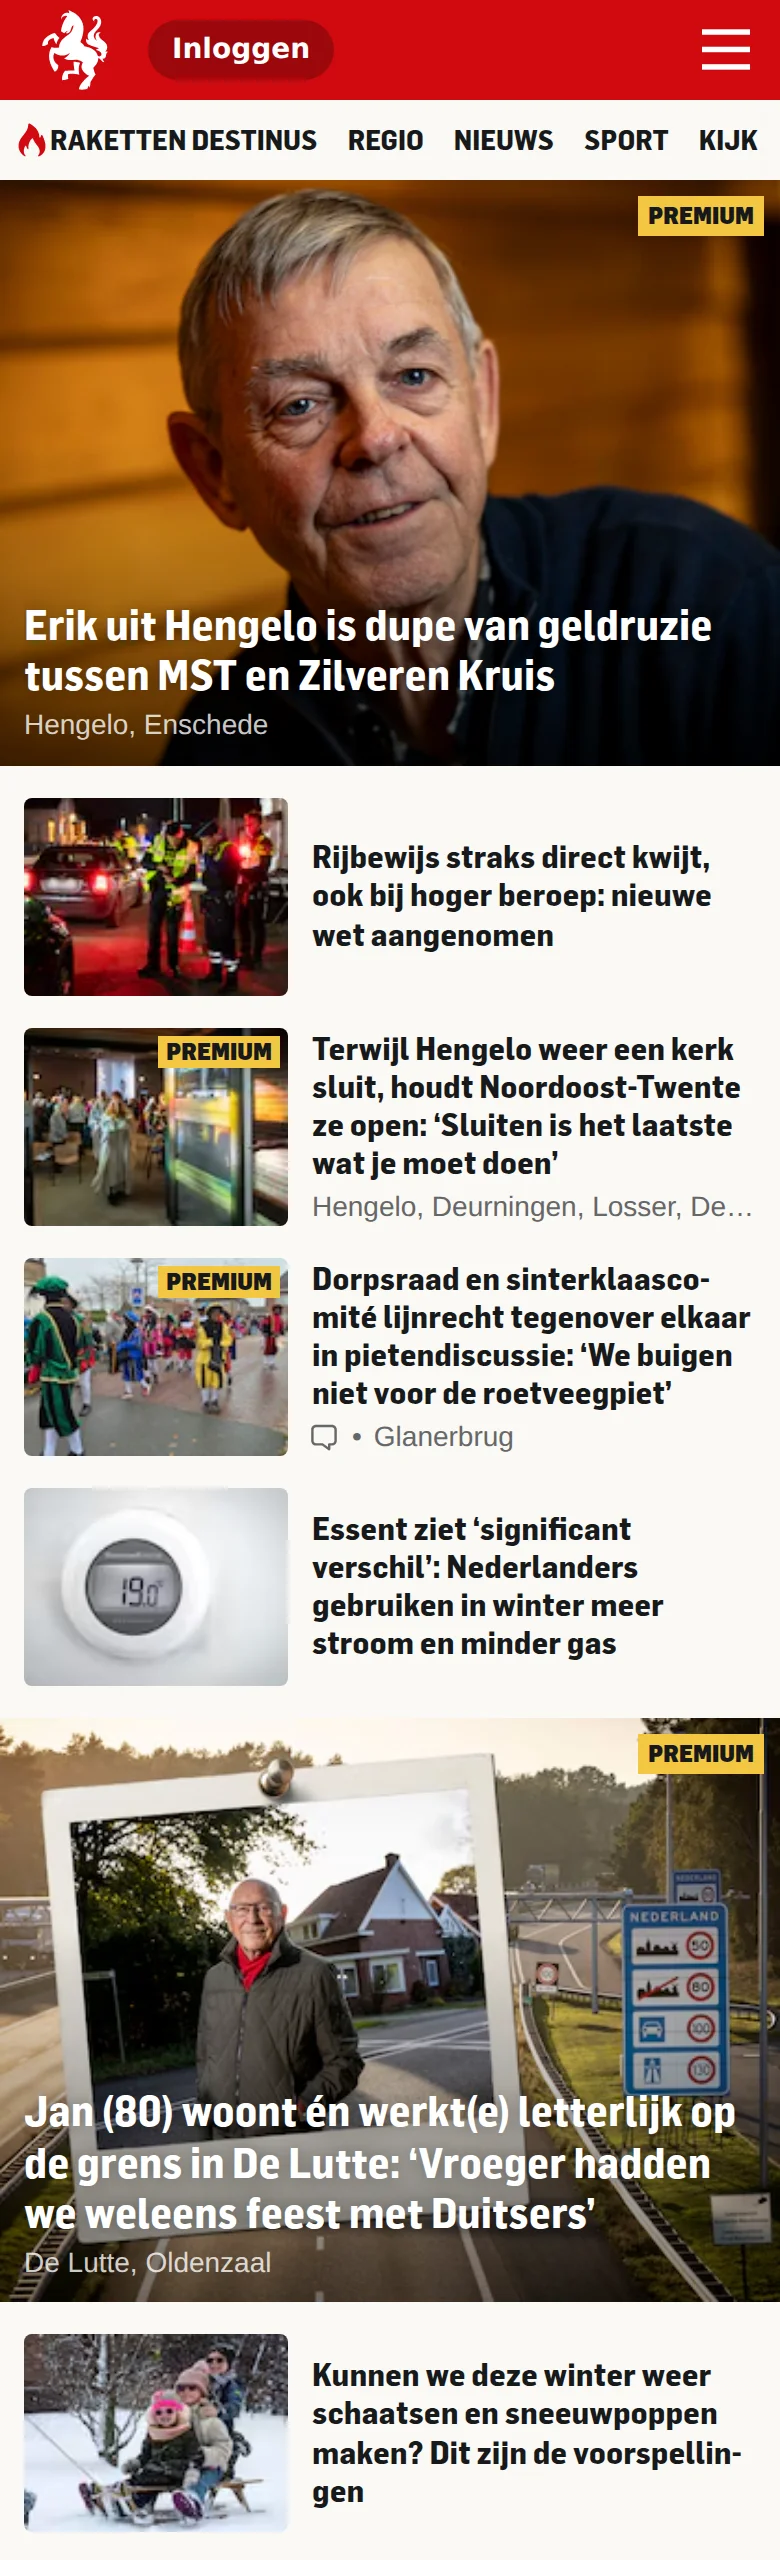 Inloggen
RAKETTEN DESTINUS REGIO NIEUWS SPORT KIJK
PREMIUM
Erik uit Hengelo is dupe van geldruzie
tussen MST en Zilveren Kruis
Hengelo, Enschede
Rijbewijs straks direct kwijt,
ook bij hoger beroep: nieuwe
wet aangenomen
PREMIUM
Terwijl Hengelo weer een kerk
sluit, houdt Noordoost-Twente
ze open: ‘Sluiten is het laatste
wat je moet doen’
Hengelo, Deurningen, Losser, De…
PREMIUM
Dorpsraad en sinterklaasco-
mité lijnrecht tegenover elkaar
in pietendiscussie: ‘We buigen
niet voor de roetveegpiet’
• Glanerbrug
19.0°
Essent ziet ‘significant
verschil’: Nederlanders
gebruiken in winter meer
stroom en minder gas
PREMIUM
NEDERLAND
NEDERLAND
50
80
100
130
Jan (80) woont én werkt(e) letterlijk op
de grens in De Lutte: ‘Vroeger hadden
we weleens feest met Duitsers’
De Lutte, Oldenzaal
Kunnen we deze winter weer
schaatsen en sneeuwpoppen
maken? Dit zijn de voorspellin-
gen